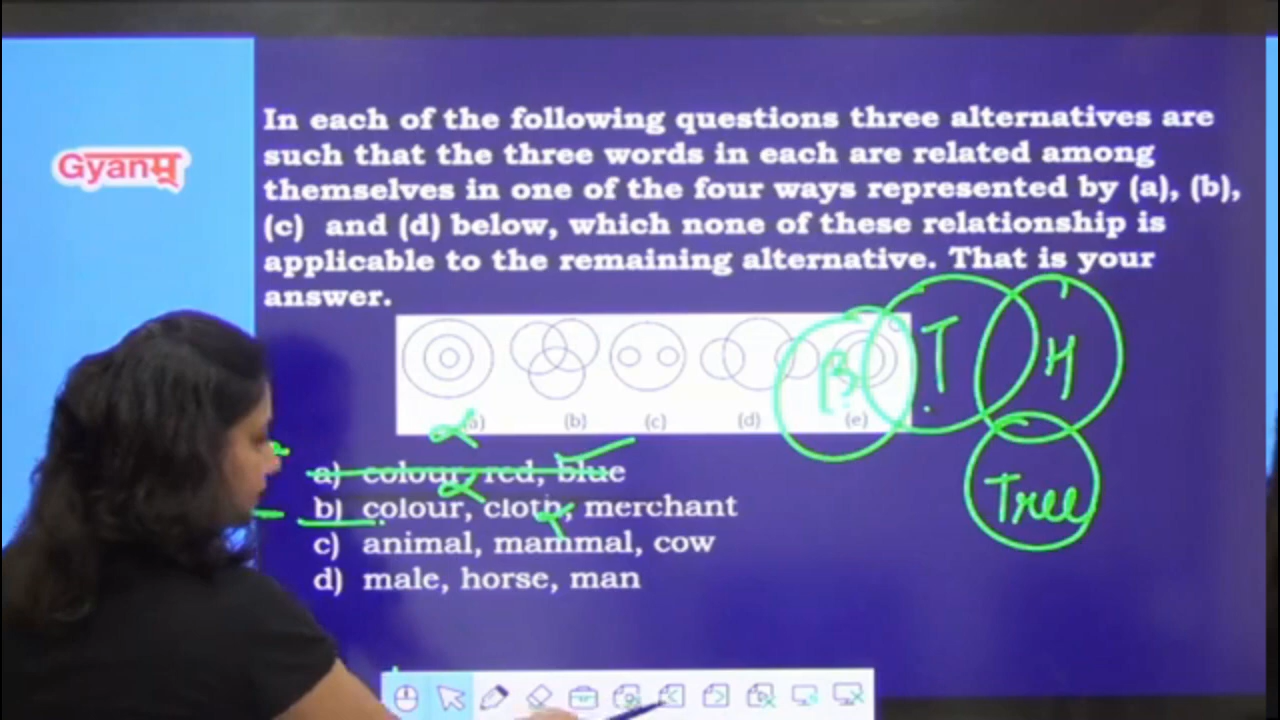 Gyanम्
In each of the following questions three alternatives are
such that the three words in each are related among
themselves in one of the four ways represented by (a), (b),
(c) and (d) below, which none of these relationship is
applicable to the remaining alternative. That is your
answer.
B T H
(a) (b) (c) (d) (e)
a) colour, red, blue
b) colour, cloth, merchant
Tree
c) animal, mammal, cow
d) male, horse, man